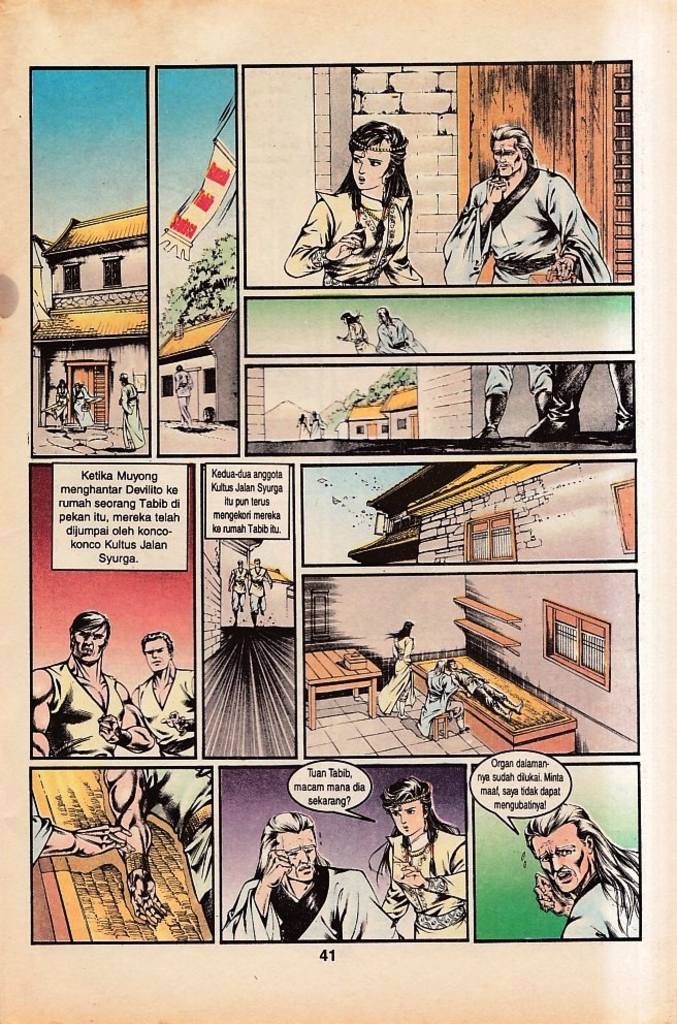 Ketika Muyong
menghantar Devilito ke
rumah seorang Tabib di
pekan itu, mereka telah
dijumpai oleh konco-
konco Kultus Jalan
Syurga.
Kedua-dua anggota
Kultus Jalan Syurga
itu pun terus
mengekori mereka
ke rumah Tabib itu.
Tuan Tabib,
macam mana dia
sekarang?
Organ dalaman-
nya sudah dilukai. Minta
maaf, saya tidak dapat
mengubatinya!
41